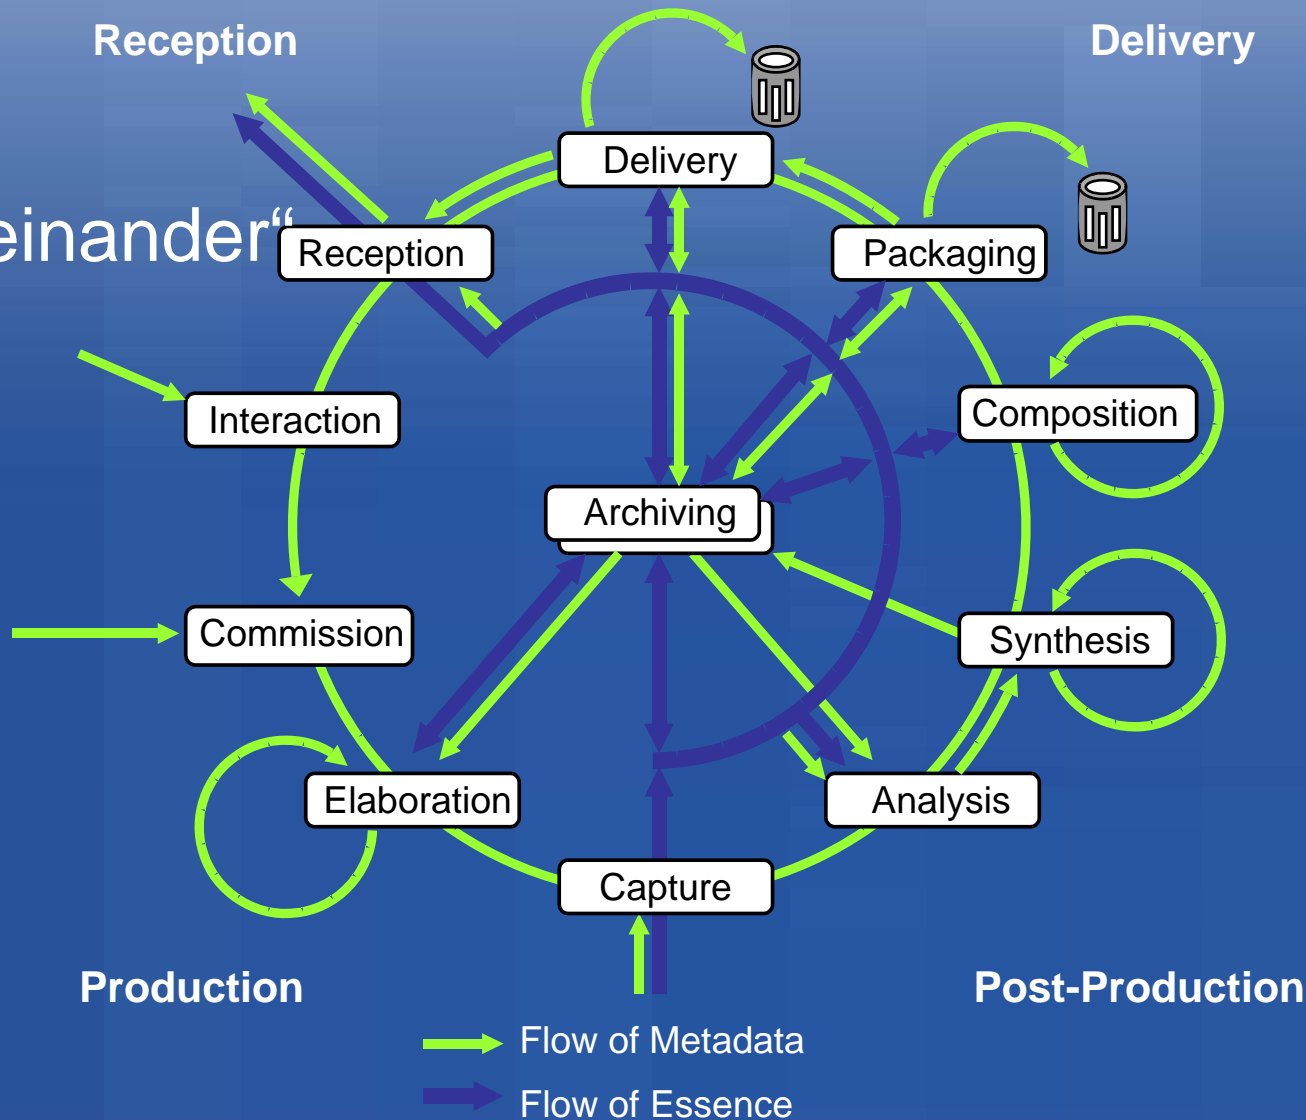 Reception
Delivery
Delivery
einander“
Reception
Packaging
Interaction
Composition
Archiving
Commission
Synthesis
Elaboration
Analysis
Capture
Production
Post-Production
Flow of Metadata
Flow of Essence